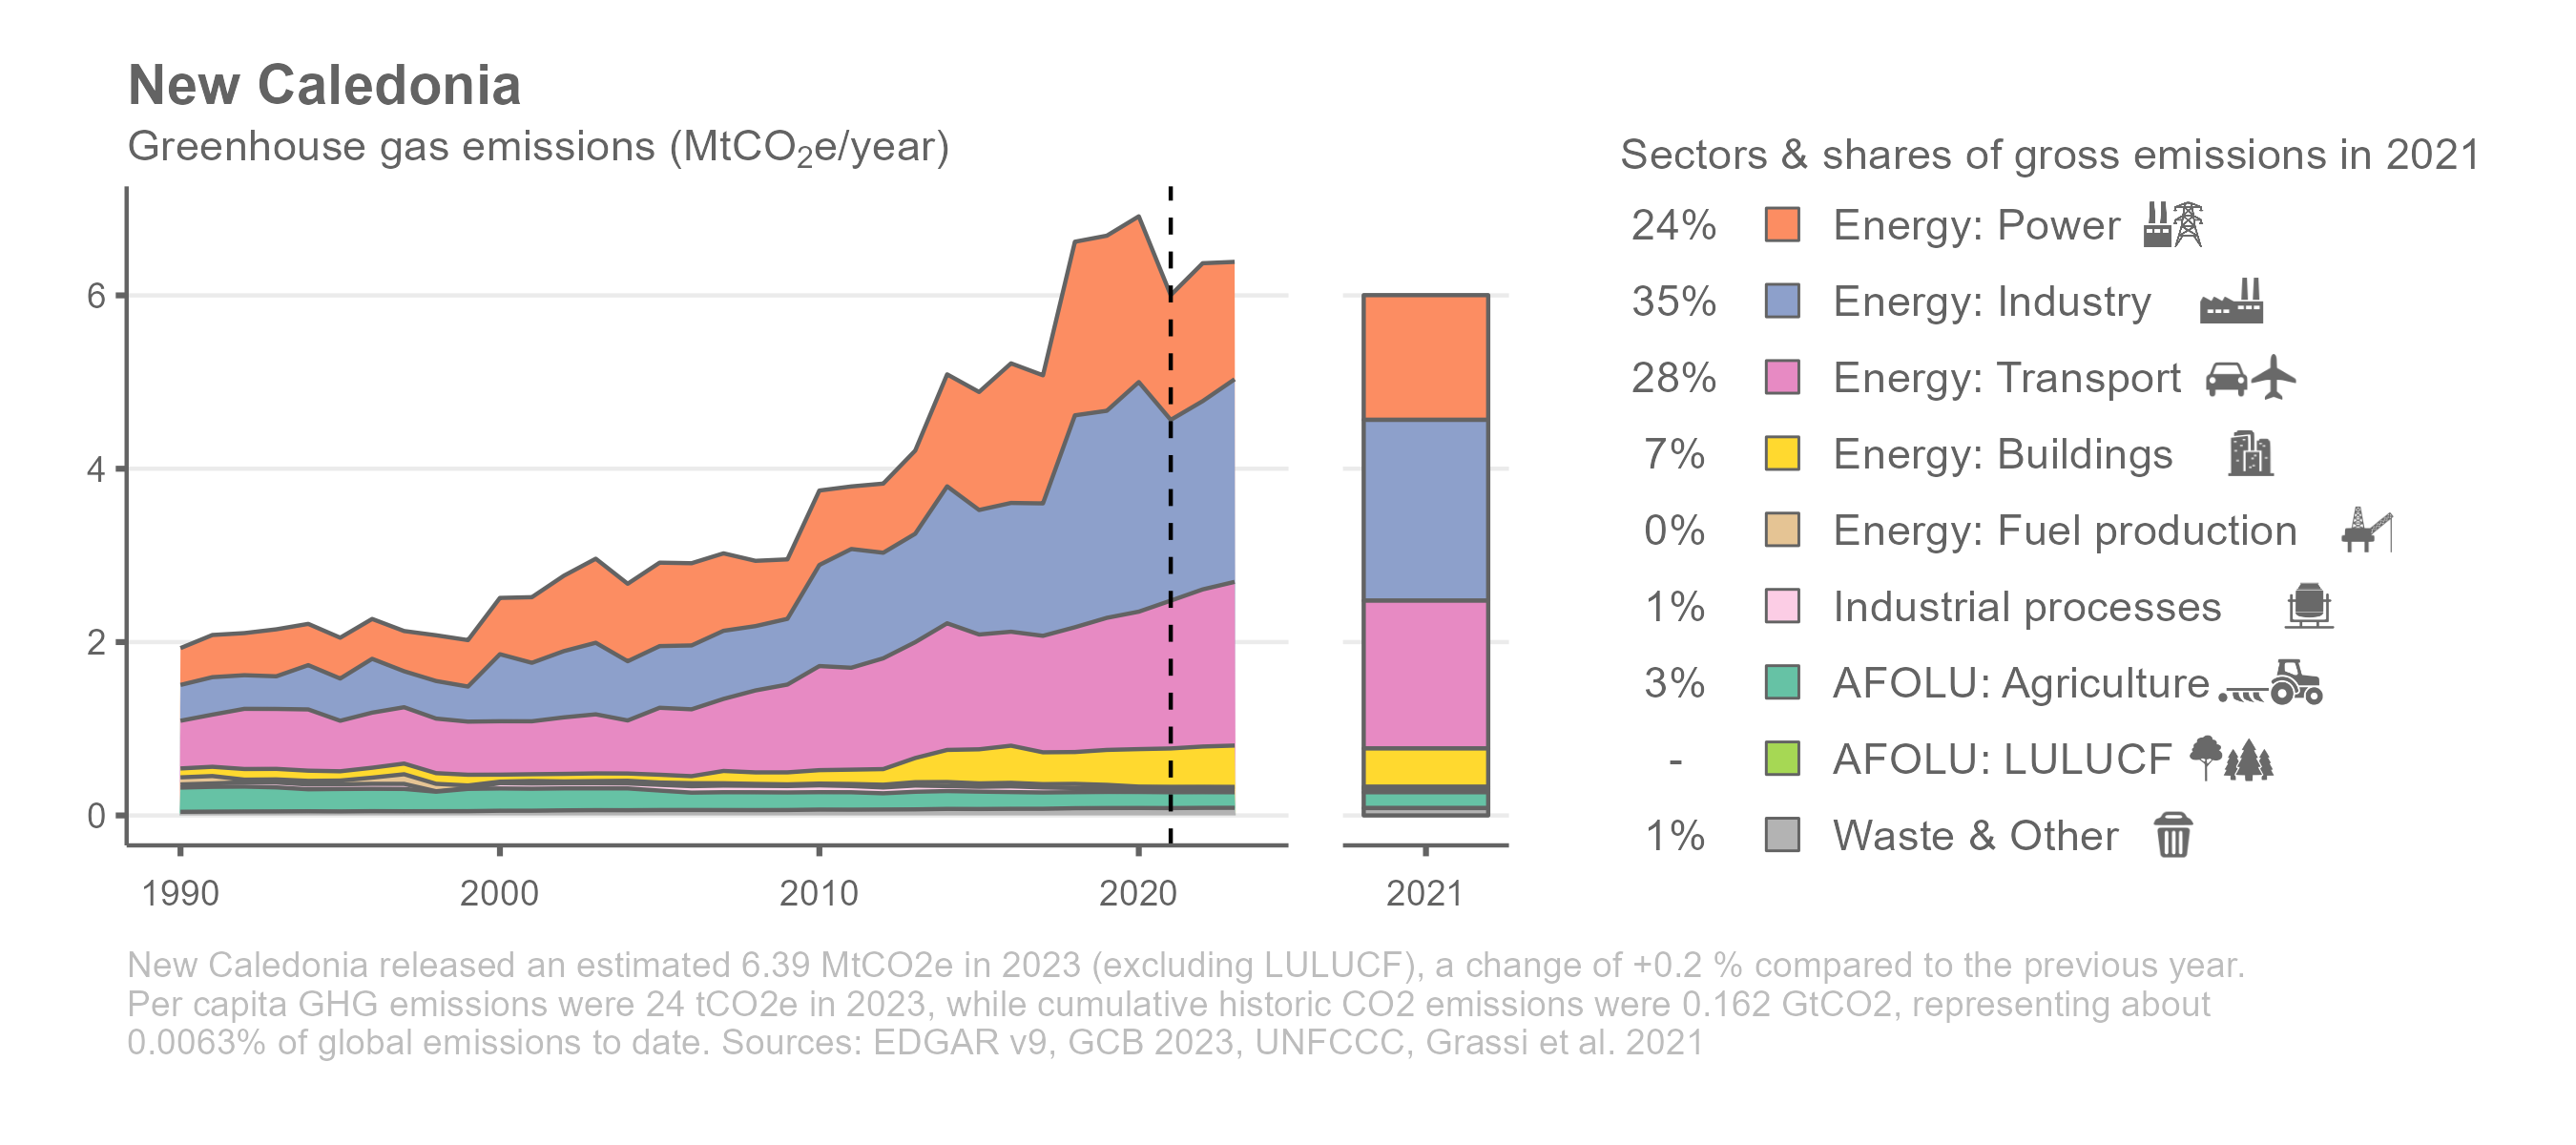 New Caledonia
Greenhouse gas emissions (MtCO₂e/year)
6
4
2
0
1990 2000 2010 2020 2021
Sectors & shares of gross emissions in 2021
24% Energy: Power
35% Energy: Industry
28% Energy: Transport
7% Energy: Buildings
0% Energy: Fuel production
1% Industrial processes
3% AFOLU: Agriculture
- AFOLU: LULUCF
1% Waste & Other
New Caledonia released an estimated 6.39 MtCO2e in 2023 (excluding LULUCF), a change of +0.2 % compared to the previous year.
Per capita GHG emissions were 24 tCO2e in 2023, while cumulative historic CO2 emissions were 0.162 GtCO2, representing about
0.0063% of global emissions to date. Sources: EDGAR v9, GCB 2023, UNFCCC, Grassi et al. 2021